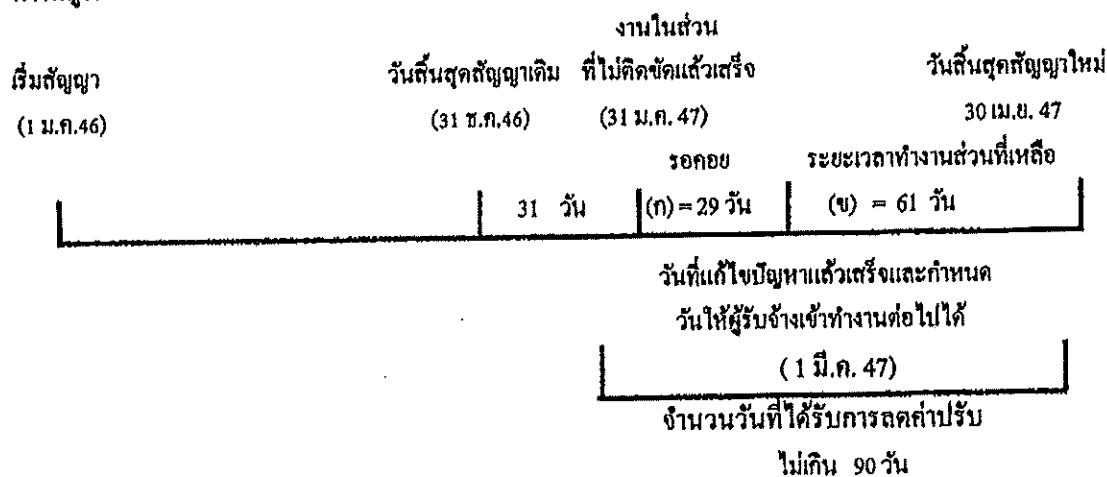 งานในส่วน
เริ่มสัญญา วันสิ้นสุดสัญญาเดิม ที่ไม่ติดขัดแล้วเสร็จ วันสิ้นสุดสัญญาใหม่
(1 ม.ค.46) (31 ธ.ค.46) (31 ม.ค. 47) 30 เม.ย. 47
รอคอย ระยะเวลาทำงานส่วนที่เหลือ
31 วัน (ก) = 29 วัน (ข) = 61 วัน
วันที่แก้ไขปัญหาแล้วเสร็จและกำหนด
วันให้ผู้รับจ้างเข้าทำงานต่อไปได้
( 1 มี.ค. 47)
จำนวนวันที่ได้รับการลดค่าปรับ
ไม่เกิน 90 วัน